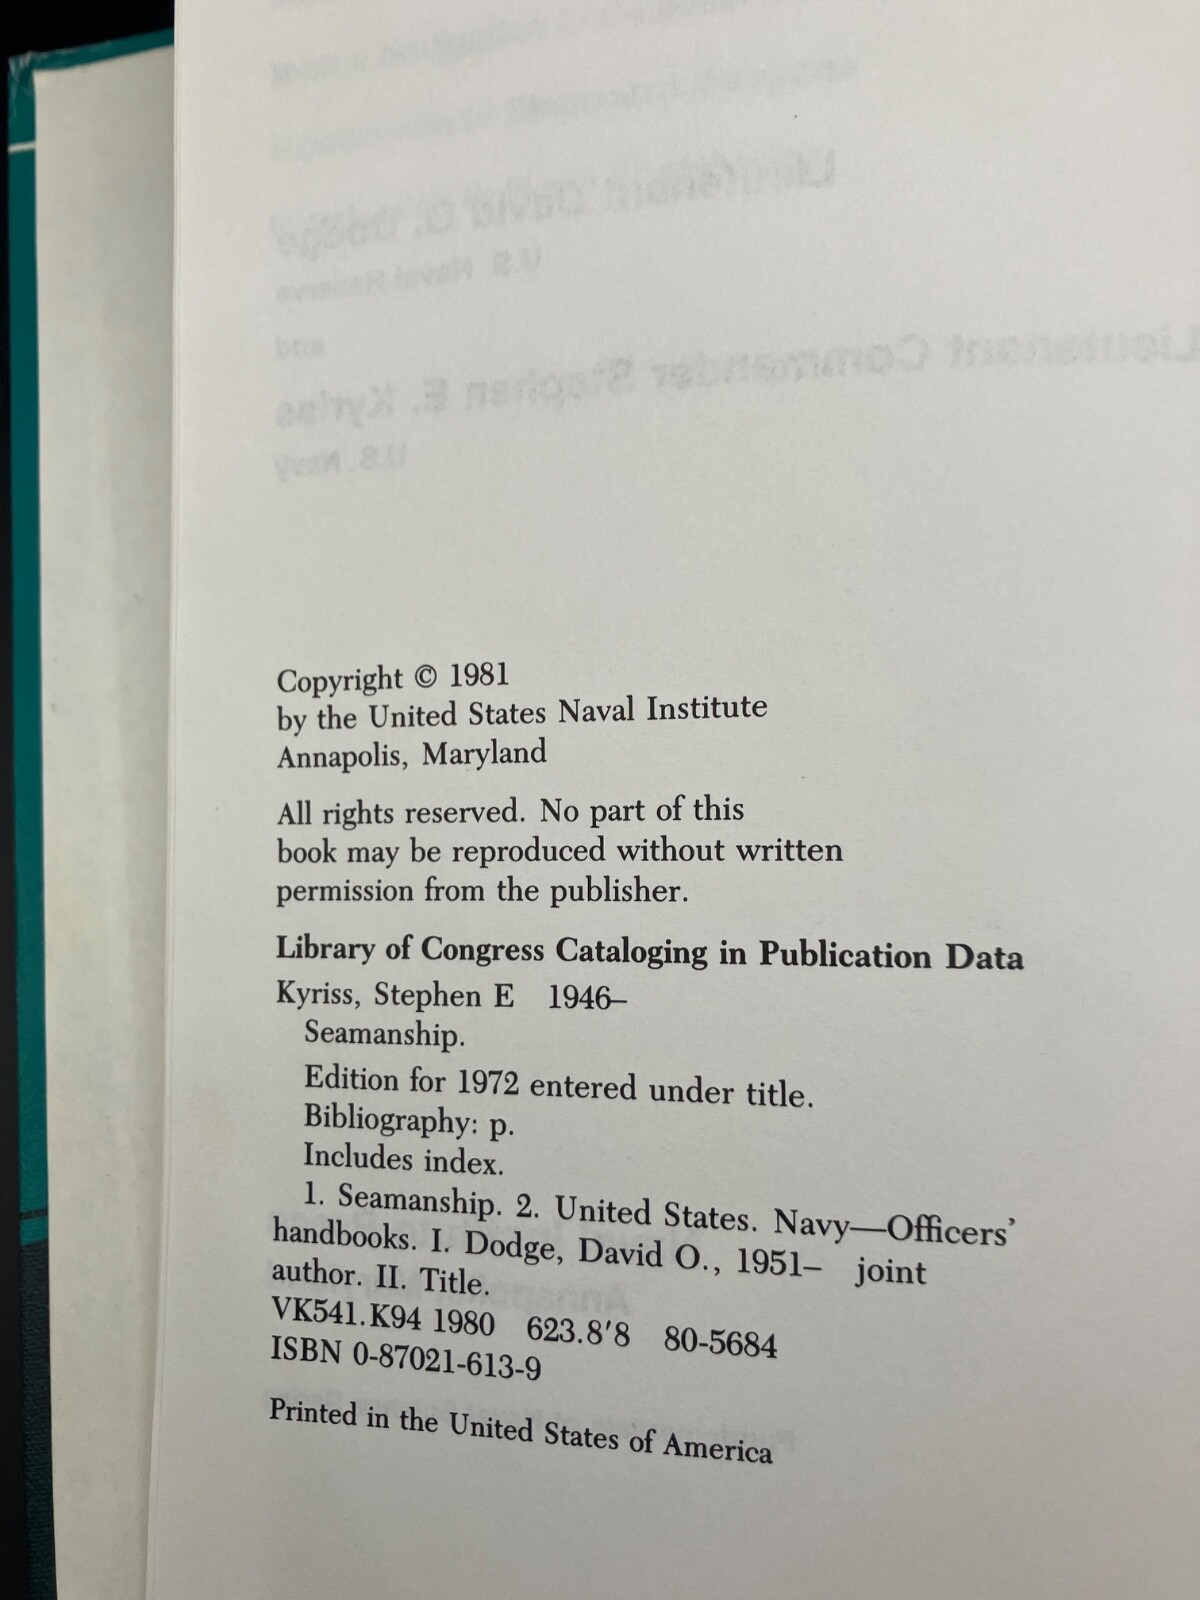 Copyright © 1981
by the United States Naval Institute
Annapolis, Maryland
All rights reserved. No part of this
book may be reproduced without written
permission from the publisher.
Library of Congress Cataloging in Publication Data
Kyriss, Stephen E 1946–
Seamanship.
Edition for 1972 entered under title.
Bibliography: p.
Includes index.
1. Seamanship. 2. United States. Navy—Officers’
handbooks. I. Dodge, David O., 1951– joint
author. II. Title.
VK541.K94 1980 623.8′8 80-5684
ISBN 0-87021-613-9
Printed in the United States of America